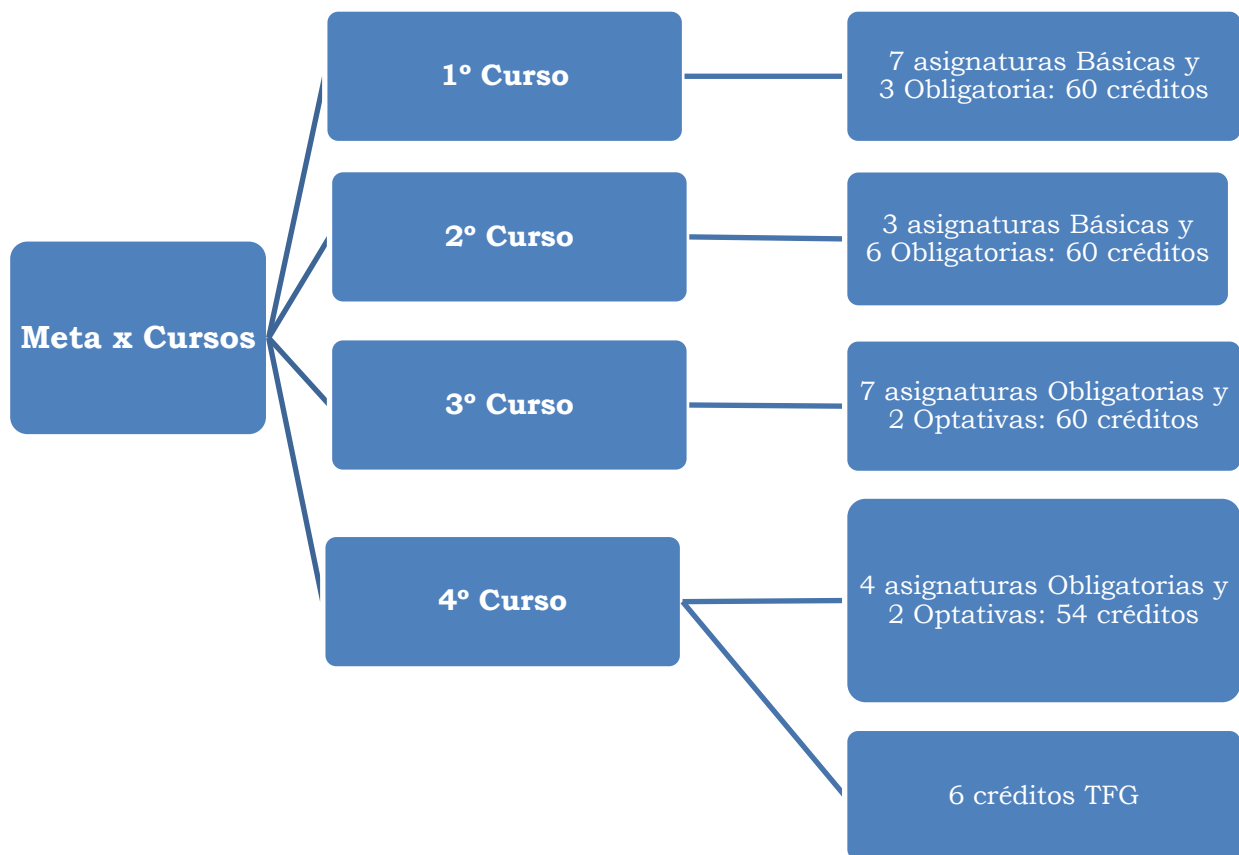 Meta x Cursos
1º Curso
7 asignaturas Básicas y
3 Obligatoria: 60 créditos
2º Curso
3 asignaturas Básicas y
6 Obligatorias: 60 créditos
3º Curso
7 asignaturas Obligatorias y
2 Optativas: 60 créditos
4º Curso
4 asignaturas Obligatorias y
2 Optativas: 54 créditos
6 créditos TFG